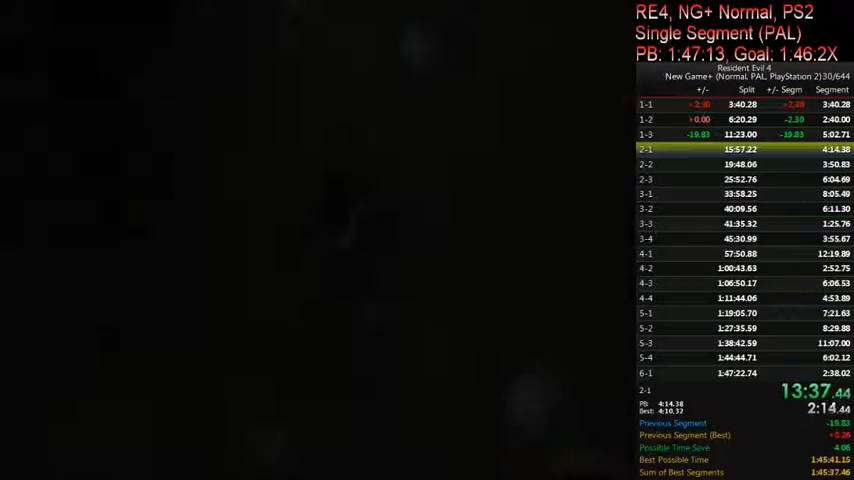 RE4, NG+ Normal, PS2
Single Segment (PAL)
PB: 1:47:13, Goal: 1:46:2X
Resident Evil 4
New Game+ (Normal, PAL, PlayStation 2) 30/644
+/- Split +/- Segm Segment
1-1 +2.30 3:40.28 +2.30 3:40.28
1-2 +0.00 6:20.29 -2.30 2:40.00
1-3 -19.83 11:23.00 -19.83 5:02.71
2-1 15:57.22 4:14.38
2-2 19:48.06 3:50.83
2-3 25:52.76 6:04.69
3-1 33:58.25 8:05.49
3-2 40:09.56 6:11.30
3-3 41:35.32 1:25.76
3-4 45:30.99 3:55.67
4-1 57:50.88 12:19.89
4-2 1:00:43.63 2:52.75
4-3 1:06:50.17 6:06.53
4-4 1:11:44.06 4:53.89
5-1 1:19:05.70 7:21.63
5-2 1:27:35.59 8:29.88
5-3 1:38:42.59 11:07.00
5-4 1:44:44.71 6:02.12
6-1 1:47:22.74 2:38.02
2-1 13:37.44
PB: 4:14.38 2:14.44
Best: 4:10.32
Previous Segment -19.83
Previous Segment (Best) +0.26
Possible Time Save 4.06
Best Possible Time 1:45:41.15
Sum of Best Segments 1:45:37.46